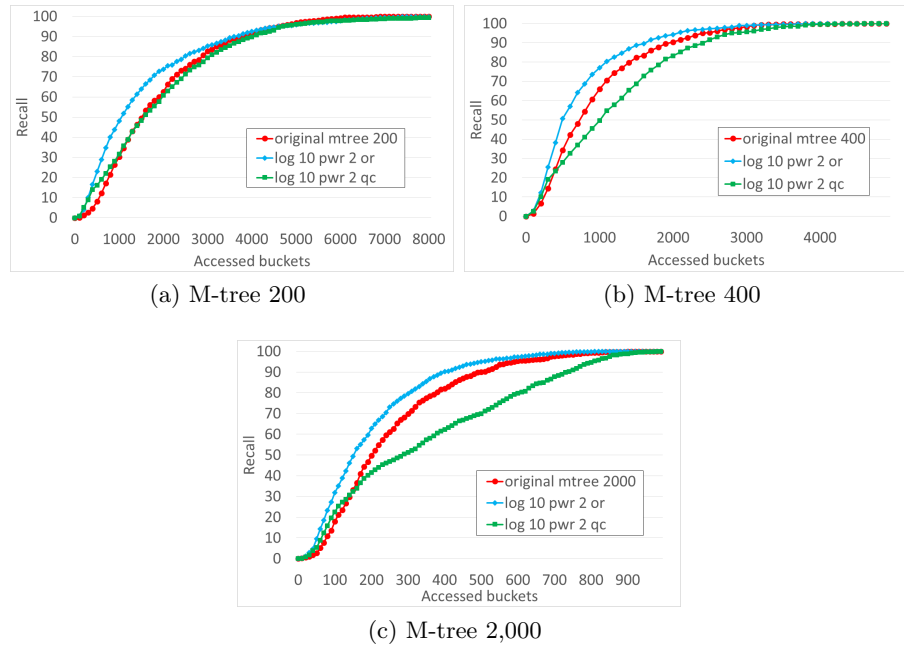 100
90
80
70
60
50
40
30
20
10
0
Recall
original mtree 200
log 10 pwr 2 or
log 10 pwr 2 qc
0 1000 2000 3000 4000 5000 6000 7000 8000
Accessed buckets
(a) M-tree 200
100
90
80
70
60
50
40
30
20
10
0
Recall
original mtree 400
log 10 pwr 2 or
log 10 pwr 2 qc
0 1000 2000 3000 4000
Accessed buckets
(b) M-tree 400
100
90
80
70
60
50
40
30
20
10
0
Recall
original mtree 2000
log 10 pwr 2 or
log 10 pwr 2 qc
0 100 200 300 400 500 600 700 800 900
Accessed buckets
(c) M-tree 2,000